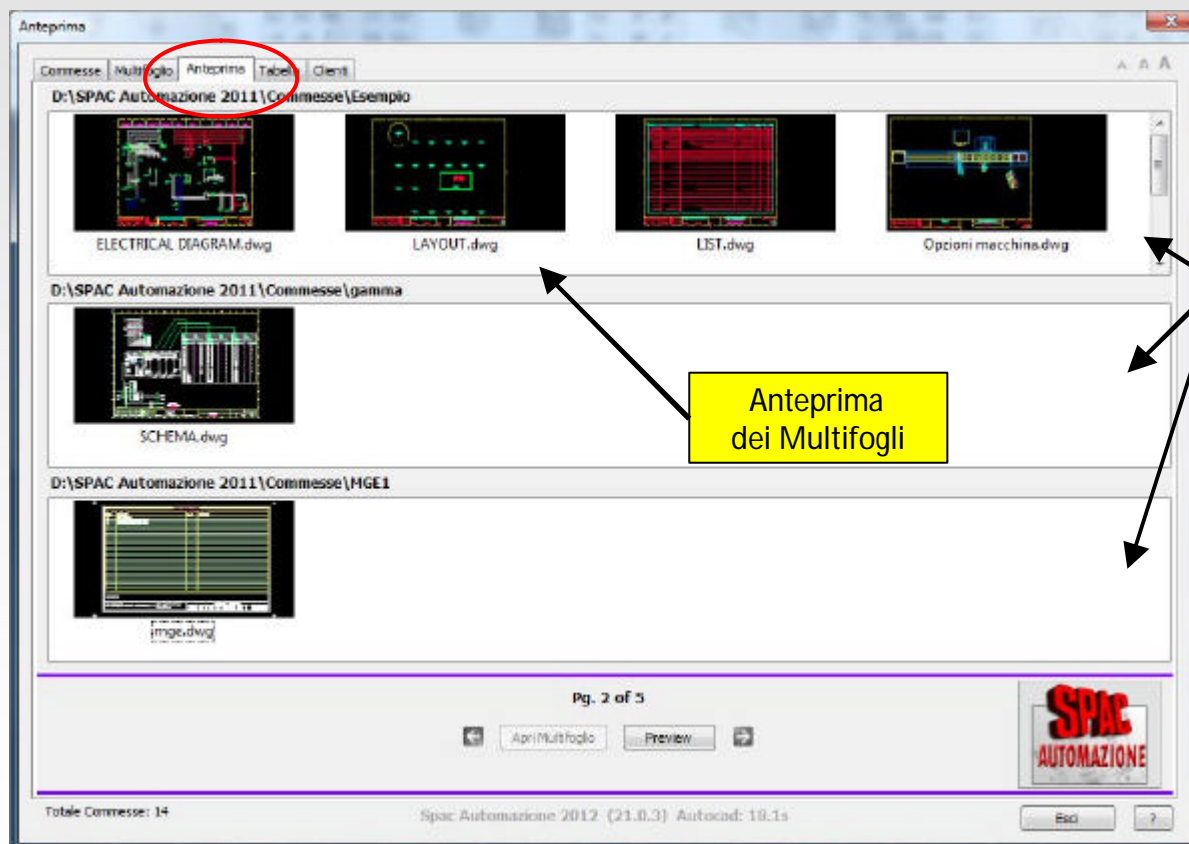 Anteprima
Commesse Multifoglio Anteprima Tabella Clienti
A A A
D:\SPAC Automazione 2011\Commesse\Esempio
ELECTRICAL DIAGRAM.dwg LAYOUT.dwg LIST.dwg Opzioni macchina.dwg
D:\SPAC Automazione 2011\Commesse\gamma
SCHEMA.dwg
Anteprima
dei Multifogli
D:\SPAC Automazione 2011\Commesse\MGE1
mge.dwg
Pg. 2 of 5
Apri Multifoglio Preview
SPAC
AUTOMAZIONE
Totale Commesse: 14
Spac Automazione 2012 (21.0.3) Autocad: 18.1s
Esci ?